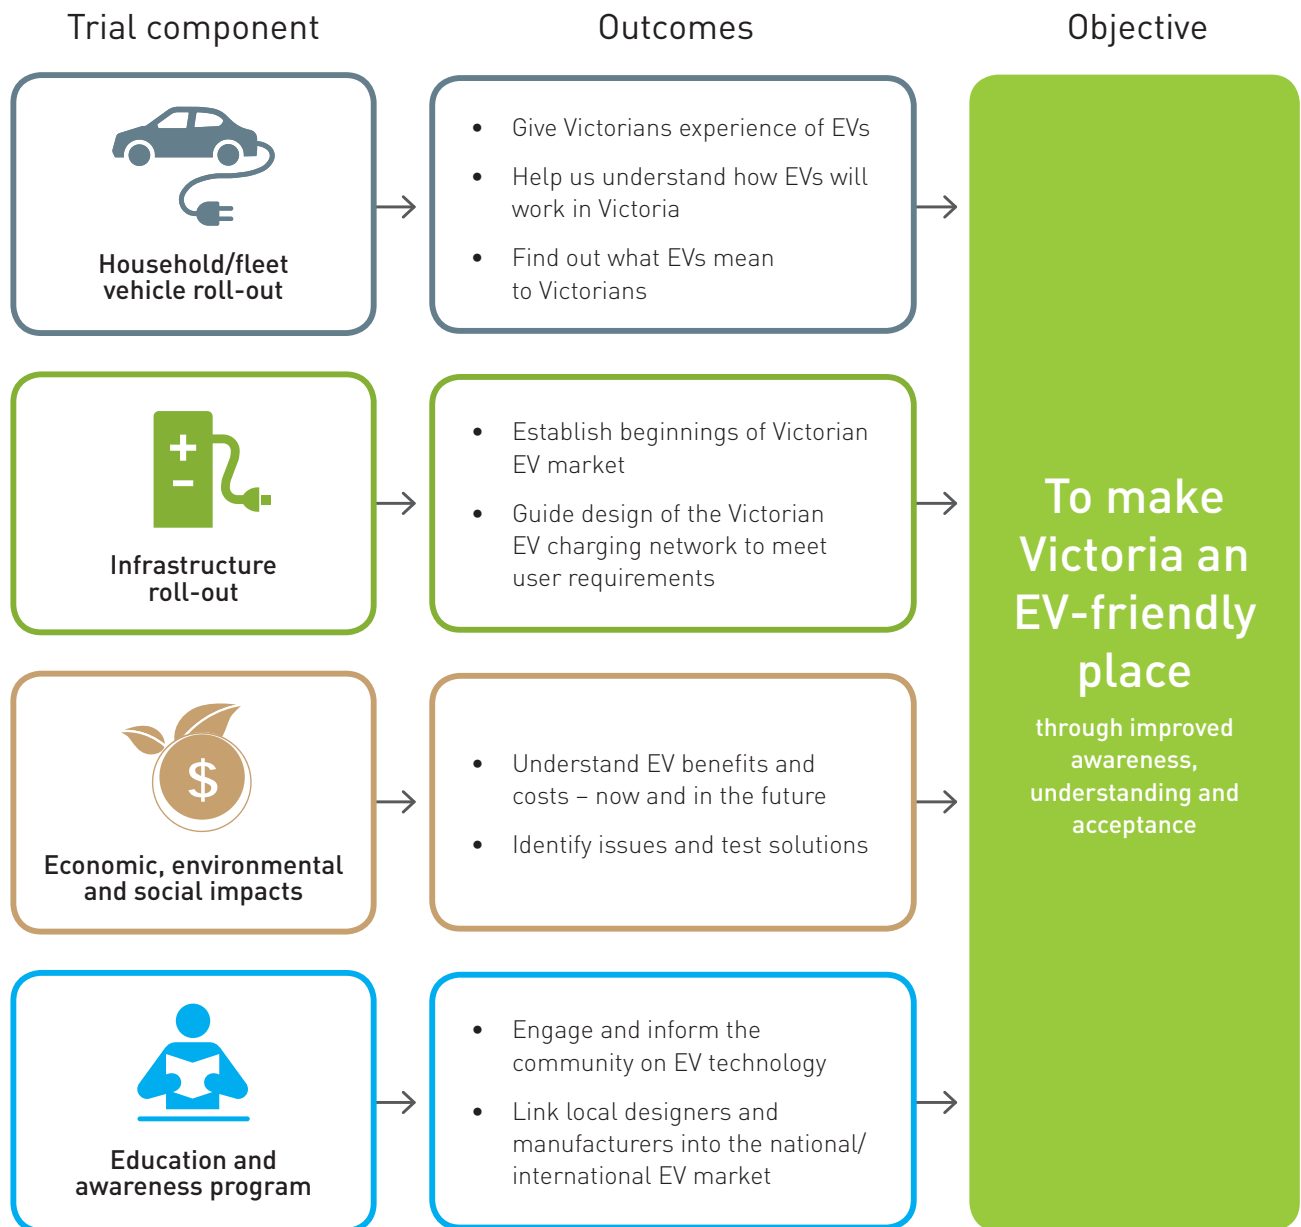 Trial component
Outcomes
Objective
Household/fleet
vehicle roll-out
• Give Victorians experience of EVs
• Help us understand how EVs will
work in Victoria
• Find out what EVs mean
to Victorians
+
-
Infrastructure
roll-out
• Establish beginnings of Victorian
EV market
• Guide design of the Victorian
EV charging network to meet
user requirements
$
Economic, environmental
and social impacts
• Understand EV benefits and
costs – now and in the future
• Identify issues and test solutions
Education and
awareness program
• Engage and inform the
community on EV technology
• Link local designers and
manufacturers into the national/
international EV market
To make
Victoria an
EV-friendly
place
through improved
awareness,
understanding and
acceptance